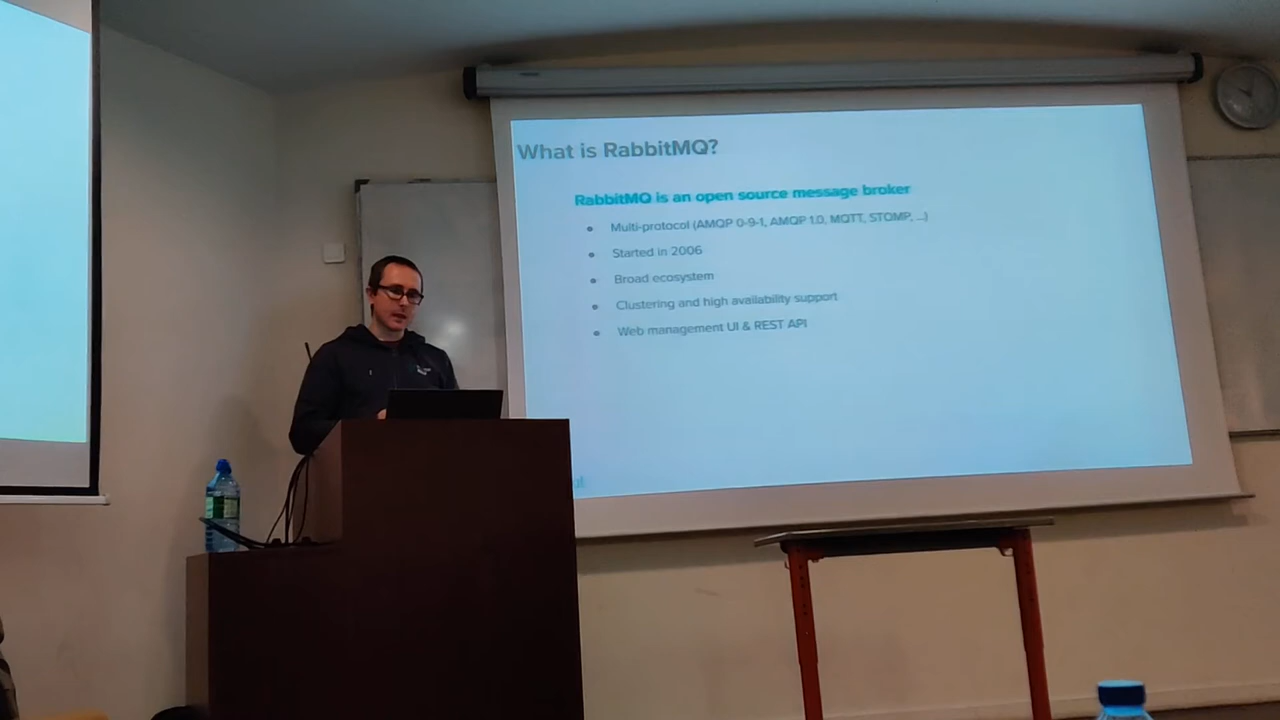 What is RabbitMQ?
RabbitMQ is an open source message broker
Multi-protocol (AMQP 0-9-1, AMQP 1.0, MQTT, STOMP, ...)
Started in 2006
Broad ecosystem
Clustering and high availability support
Web management UI & REST API